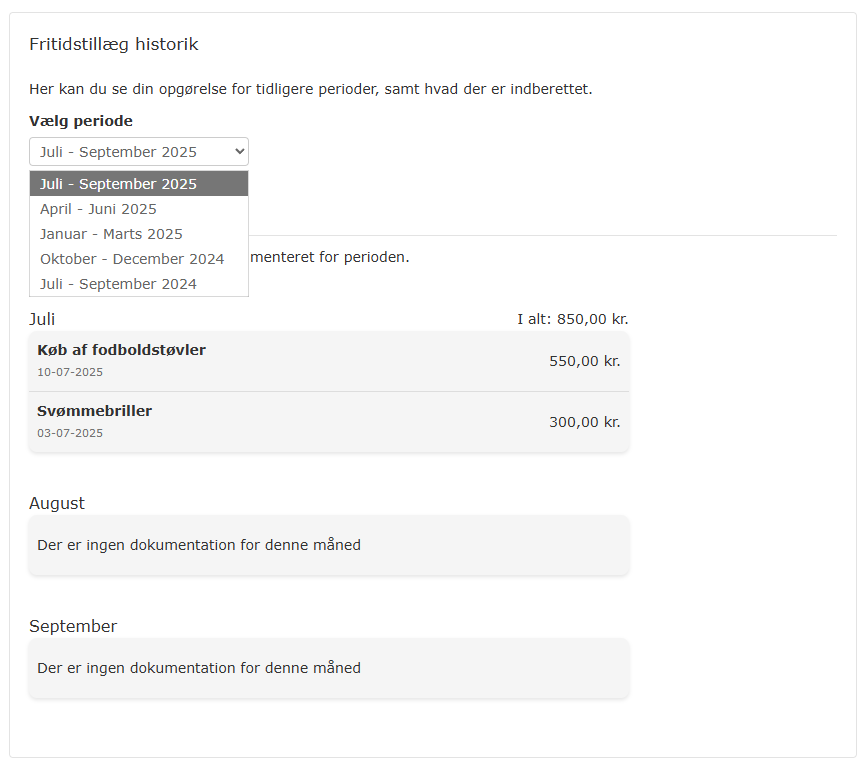 Fritidstillæg historik
Her kan du se din opgørelse for tidligere perioder, samt hvad der er indberettet.
Vælg periode
Juli - September 2025
Juli - September 2025
April - Juni 2025
Januar - Marts 2025
Oktober - December 2024
Juli - September 2024
menteret for perioden.
Juli I alt: 850,00 kr.
Køb af fodboldstøvler
550,00 kr.
10-07-2025
Svømmebriller
300,00 kr.
03-07-2025
August
Der er ingen dokumentation for denne måned
September
Der er ingen dokumentation for denne måned